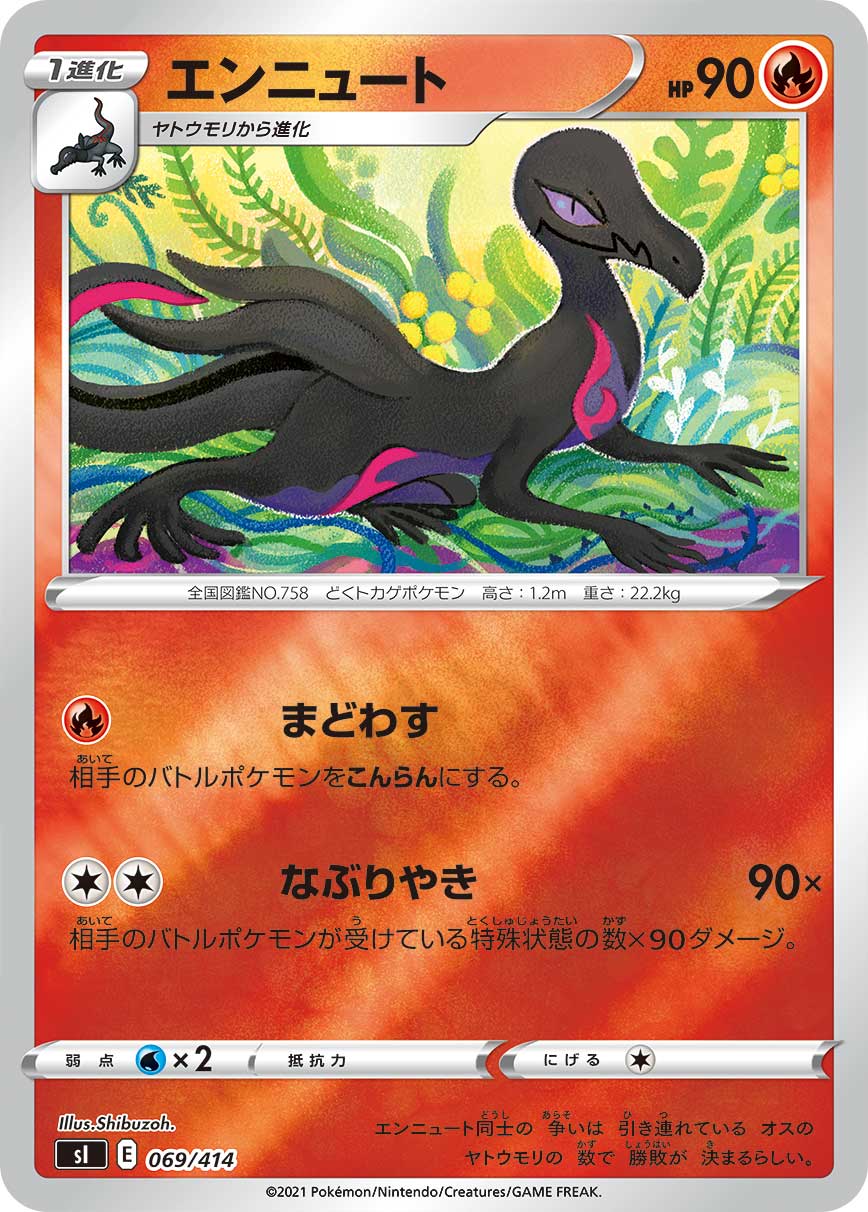 1進化
エンニュート
HP90
ヤトウモリから進化
全国図鑑NO.758 どくトカゲポケモン 高さ:1.2m 重さ:22.2kg
まどわす
相手のバトルポケモンをこんらんにする。
なぶりやき 90×
相手のバトルポケモンが受けている特殊状態の数×90ダメージ。
弱点 ×2 抵抗力 にげる
Illus.Shibuzoh.
エンニュート同士の 争いは 引き連れている オスの
ヤトウモリの 数で 勝敗が 決まるらしい。
sI E 069/414
©2021 Pokémon/Nintendo/Creatures/GAME FREAK.